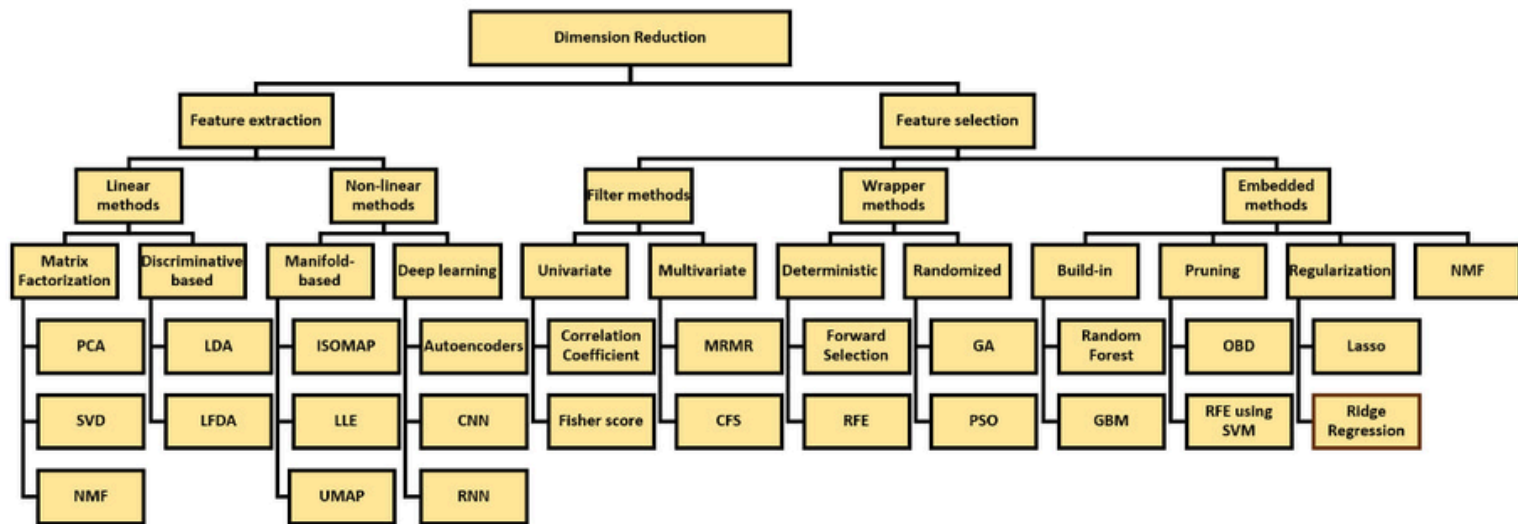 Dimension Reduction
Feature extraction
Feature selection
Linear
methods
Non-linear
methods
Filter methods
Wrapper
methods
Embedded
methods
Matrix
Factorization
Discriminative
based
Manifold-
based
Deep learning
Univariate
Multivariate
Deterministic
Randomized
Build-in
Pruning
Regularization
NMF
PCA
LDA
ISOMAP
Autoencoders
Correlation
Coefficient
MRMR
Forward
Selection
GA
Random
Forest
OBD
Lasso
SVD
LFDA
LLE
CNN
Fisher score
CFS
RFE
PSO
GBM
RFE using
SVM
Ridge
Regression
NMF
UMAP
RNN